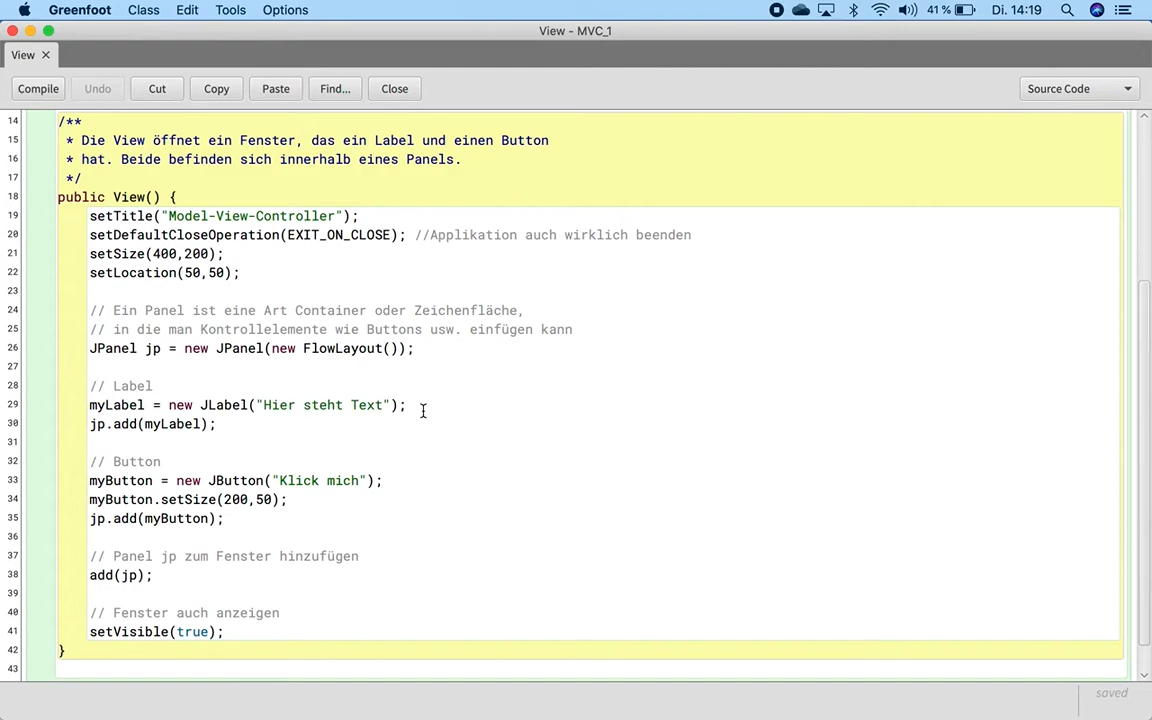 Greenfoot Class Edit Tools Options 41 % Di. 14:19
View - MVC_1
View
Compile Undo Cut Copy Paste Find... Close Source Code
14 /**
15 * Die View öffnet ein Fenster, das ein Label und einen Button
16 * hat. Beide befinden sich innerhalb eines Panels.
17 */
18 public View() {
19 setTitle("Model-View-Controller");
20 setDefaultCloseOperation(EXIT_ON_CLOSE); //Applikation auch wirklich beenden
21 setSize(400,200);
22 setLocation(50,50);
23
24 // Ein Panel ist eine Art Container oder Zeichenfläche,
25 // in die man Kontrollelemente wie Buttons usw. einfügen kann
26 JPanel jp = new JPanel(new FlowLayout());
27
28 // Label
29 myLabel = new JLabel("Hier steht Text");
30 jp.add(myLabel);
31
32 // Button
33 myButton = new JButton("Klick mich");
34 myButton.setSize(200,50);
35 jp.add(myButton);
36
37 // Panel jp zum Fenster hinzufügen
38 add(jp);
39
40 // Fenster auch anzeigen
41 setVisible(true);
42 }
43
saved